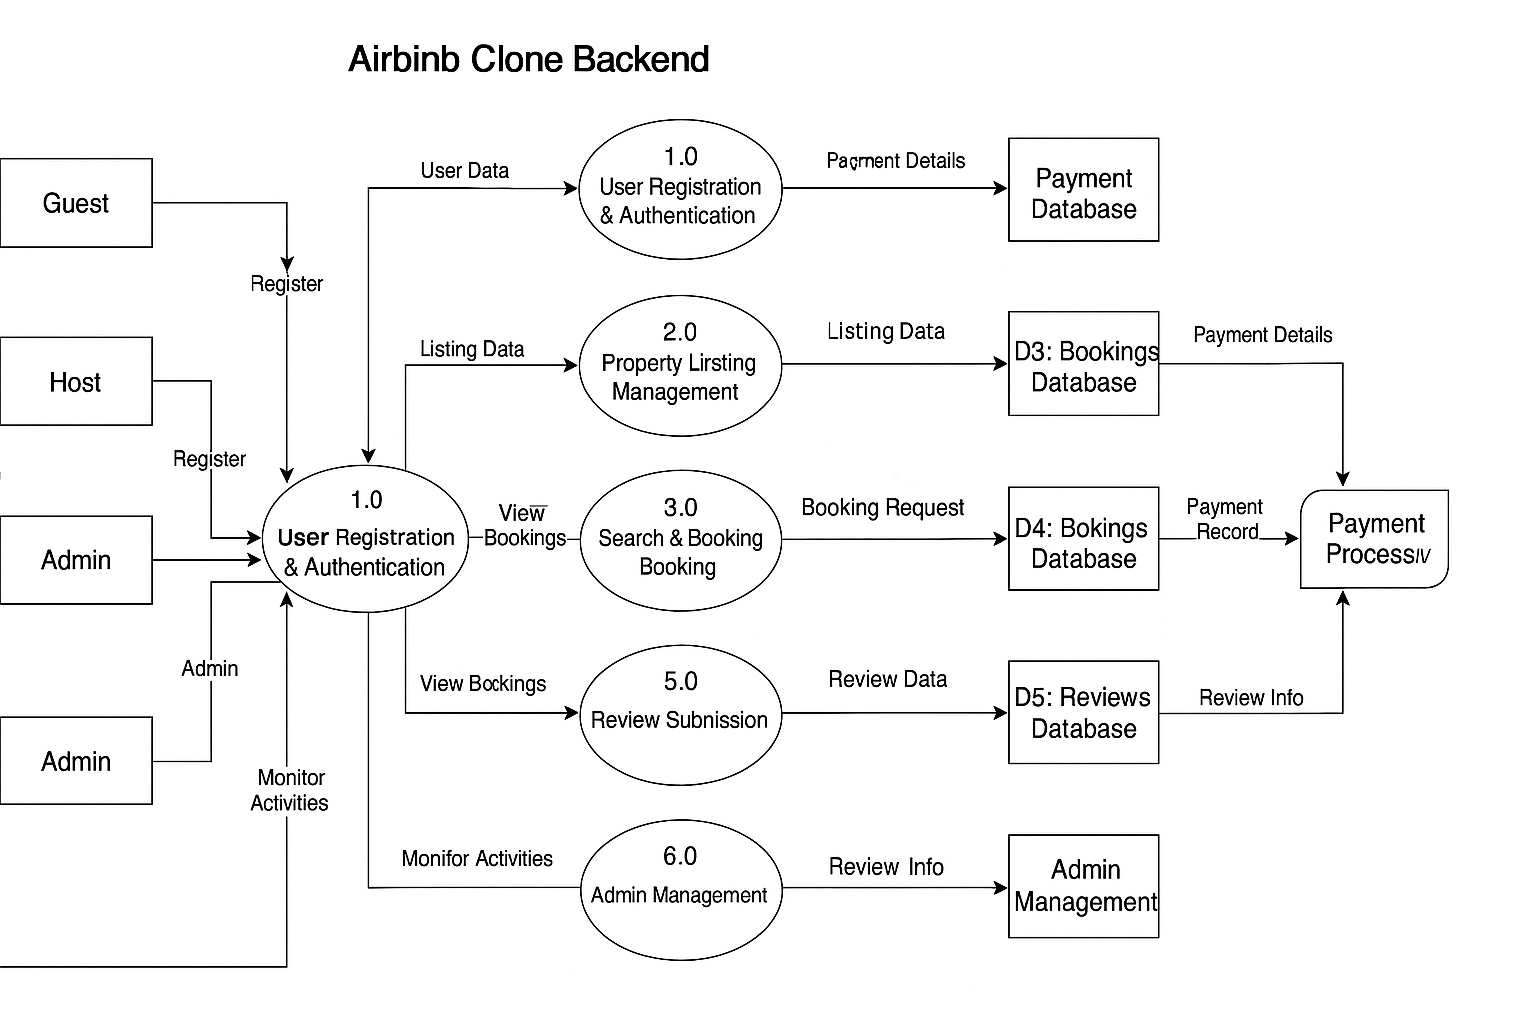 Airbinb Clone Backend
Guest
Register
Host
Register
Admin
Admin
Admin
Monitor
Activities
1.0
User Registration
& Authentication
User Data
Listing Data
View
Bookings
View Bockings
Monifor Activities
1.0
User Registration
& Authentication
2.0
Property Lirsting
Management
3.0
Search & Booking
Booking
5.0
Review Subnission
6.0
Admin Management
Details
Listing Data
Booking Request
Review Data
Review Info
Payment
Database
D3: Bookings
Database
D4: Bokings
Database
D5: Reviews
Database
Admin
Management
Payment Details
Payment
Record
Review Info
Payment